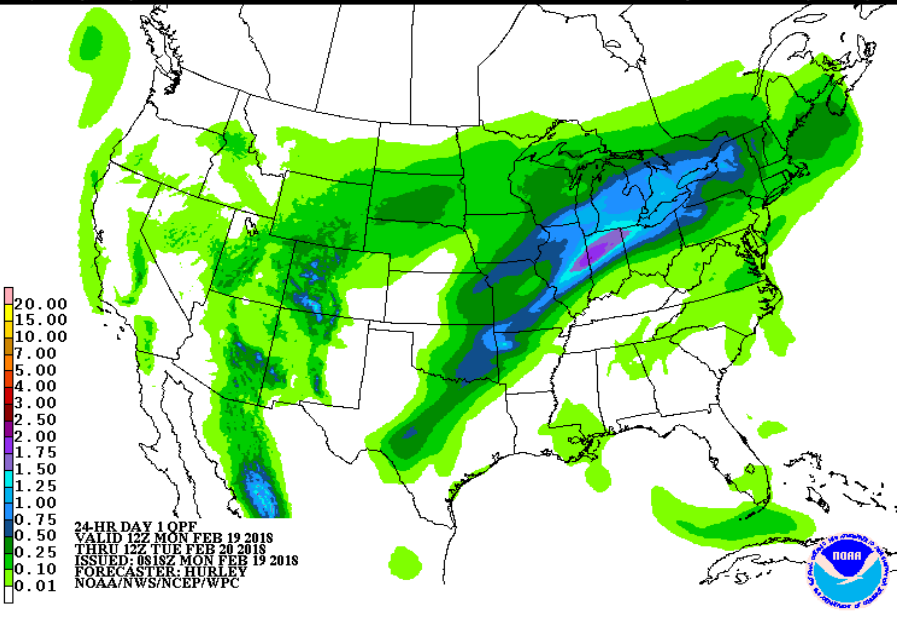 20.00
15.00
10.00
7.00
5.00
4.00
3.00
2.50
2.00
1.75
1.50
1.25
1.00
0.75
0.50
0.25
0.10
0.01
24-HR DAY 1 QPF
VALID 12Z MON FEB 19 2018
THRU 12Z TUE FEB 20 2018
ISSUED: 0818Z MON FEB 19 2018
FORECASTER: HURLEY
NOAA/NWS/NCEP/WPC
NOAA